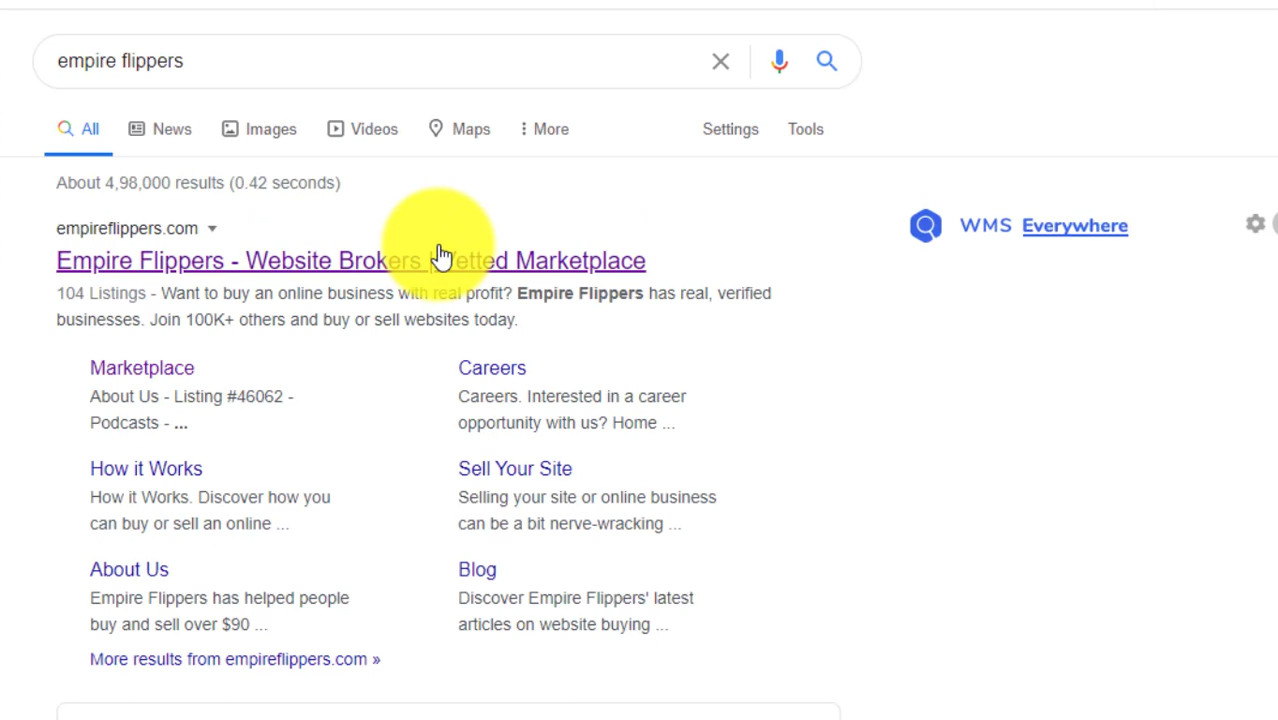 empire flippers
All News Images Videos Maps More Settings Tools
About 4,98,000 results (0.42 seconds)
empireflippers.com
WMS Everywhere
Empire Flippers - Website Brokers | Vetted Marketplace
104 Listings - Want to buy an online business with real profit? Empire Flippers has real, verified
businesses. Join 100K+ others and buy or sell websites today.
Marketplace
About Us - Listing #46062 -
Podcasts - ...
Careers
Careers. Interested in a career
opportunity with us? Home ...
How it Works
How it Works. Discover how you
can buy or sell an online ...
Sell Your Site
Selling your site or online business
can be a bit nerve-wracking ...
About Us
Empire Flippers has helped people
buy and sell over $90 ...
Blog
Discover Empire Flippers' latest
articles on website buying ...
More results from empireflippers.com »